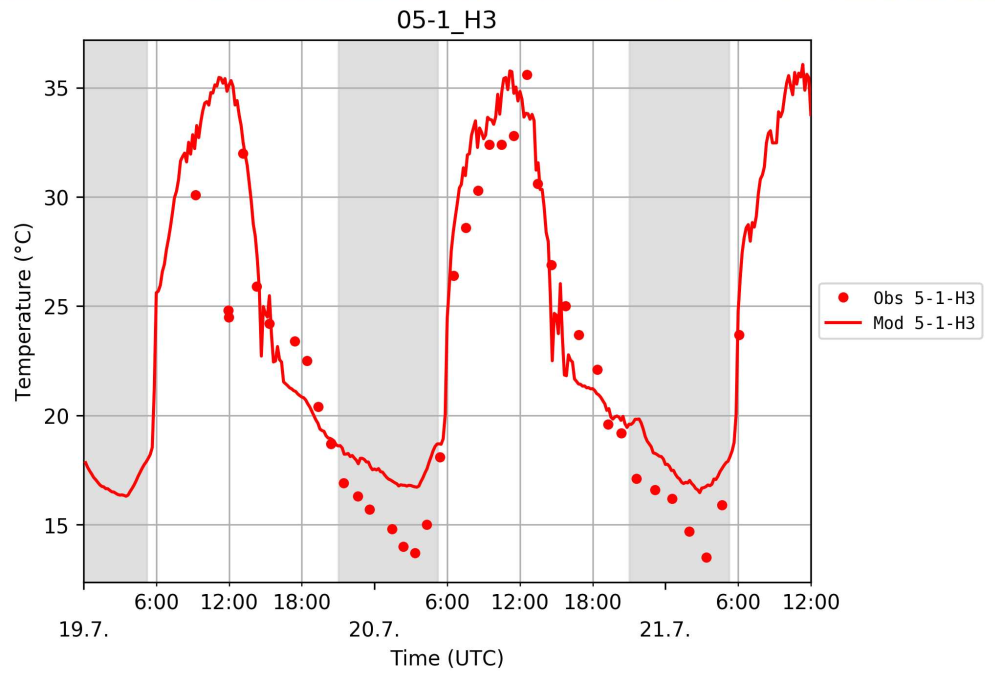 05-1_H3
Temperature (°C)
35
30
25
20
15
Obs 5-1-H3
Mod 5-1-H3
6:00 12:00 18:00 6:00 12:00 18:00 6:00 12:00
19.7. 20.7. 21.7.
Time (UTC)